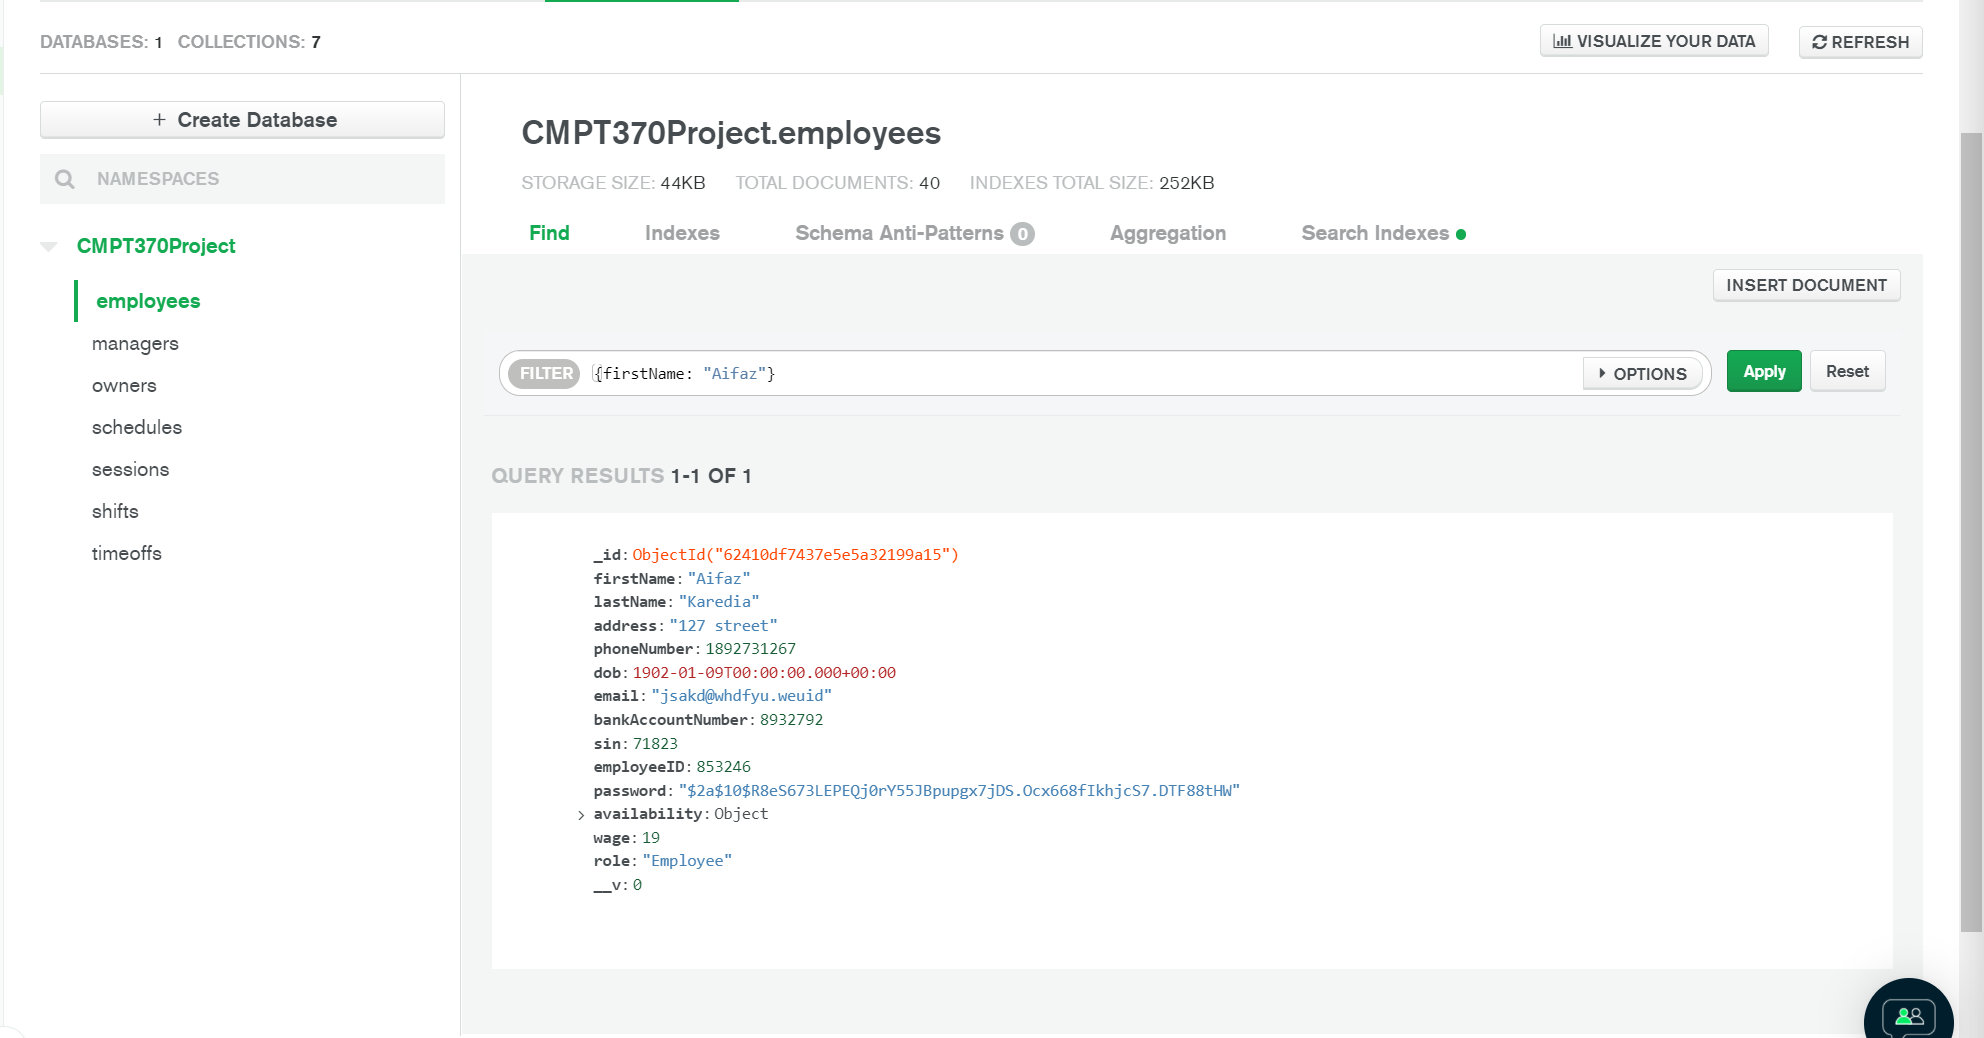 DATABASES: 1 COLLECTIONS: 7
VISUALIZE YOUR DATA
REFRESH
+ Create Database
NAMESPACES
CMPT370Project
employees
managers
owners
schedules
sessions
shifts
timeoffs
CMPT370Project.employees
STORAGE SIZE: 44KB TOTAL DOCUMENTS: 40 INDEXES TOTAL SIZE: 252KB
Find Indexes Schema Anti-Patterns 0 Aggregation Search Indexes
INSERT DOCUMENT
FILTER {firstName: "Aifaz"} OPTIONS Apply Reset
QUERY RESULTS 1-1 OF 1
_id: ObjectId("62410df7437e5e5a32199a15")
firstName: "Aifaz"
lastName: "Karedia"
address: "127 street"
phoneNumber: 1892731267
dob: 1902-01-09T00:00:00.000+00:00
email: "jsakd@whdfyu.weuid"
bankAccountNumber: 8932792
sin: 71823
employeeID: 853246
password: "$2a$10$R8eS673LEPEQj0rY55JBpupgx7jDS.Ocx668fIkhjcS7.DTF88tHW"
availability: Object
wage: 19
role: "Employee"
__v: 0